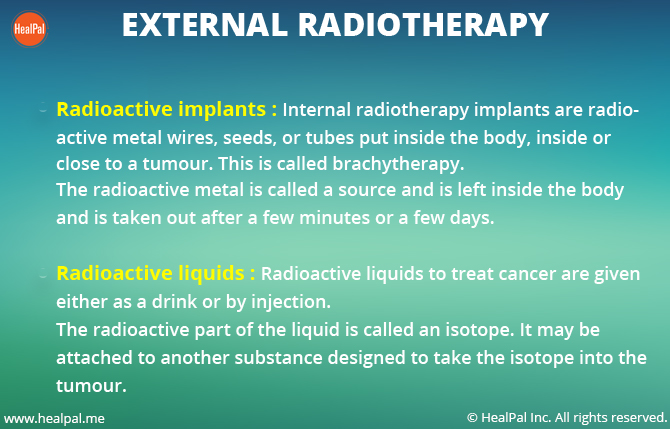 HealPal
EXTERNAL RADIOTHERAPY
Radioactive implants : Internal radiotherapy implants are radio-
active metal wires, seeds, or tubes put inside the body, inside or
close to a tumour. This is called brachytherapy.
The radioactive metal is called a source and is left inside the body
and is taken out after a few minutes or a few days.
Radioactive liquids : Radioactive liquids to treat cancer are given
either as a drink or by injection.
The radioactive part of the liquid is called an isotope. It may be
attached to another substance designed to take the isotope into the
tumour.
www.healpal.me
© HealPal Inc. All rights reserved.